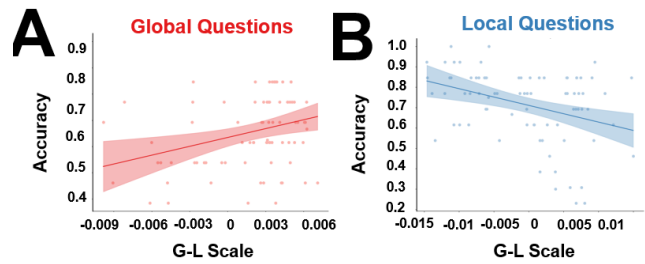 A
Global Questions
0.9
0.8
0.7
0.6
0.5
0.4
Accuracy
-0.009 -0.006 -0.003 0 0.003 0.006
G-L Scale
B
Local Questions
1.0
0.9
0.8
0.7
0.6
0.5
0.4
0.3
0.2
Accuracy
-0.015 -0.01 -0.005 0 0.005 0.01
G-L Scale